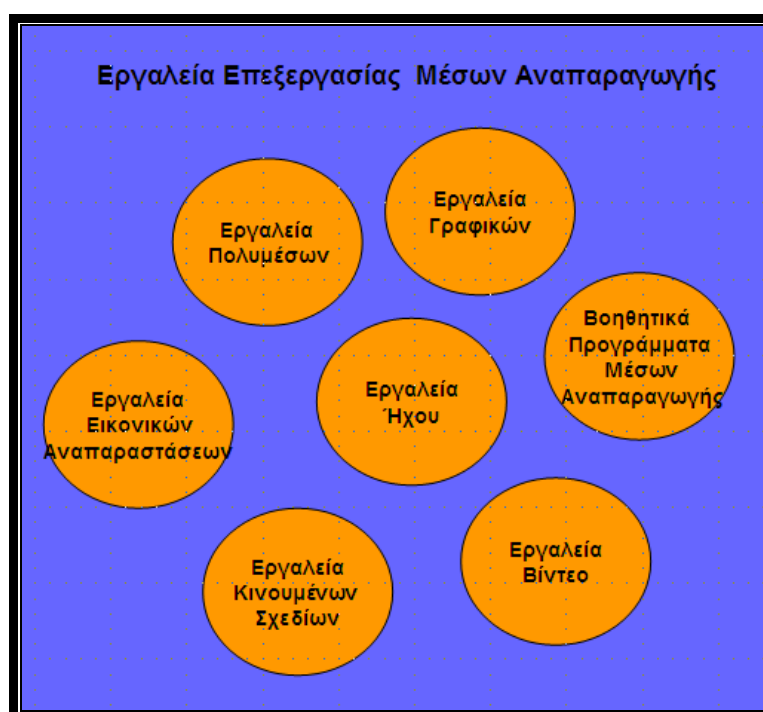 Εργαλεία Επεξεργασίας Μέσων Αναπαραγωγής
Εργαλεία
Πολυμέσων
Εργαλεία
Γραφικών
Βοηθητικά
Προγράμματα
Μέσων
Αναπαραγωγής
Εργαλεία
Εικονικών
Αναπαραστάσεων
Εργαλεία
Ήχου
Εργαλεία
Κινουμένων
Σχεδίων
Εργαλεία
Βίντεο